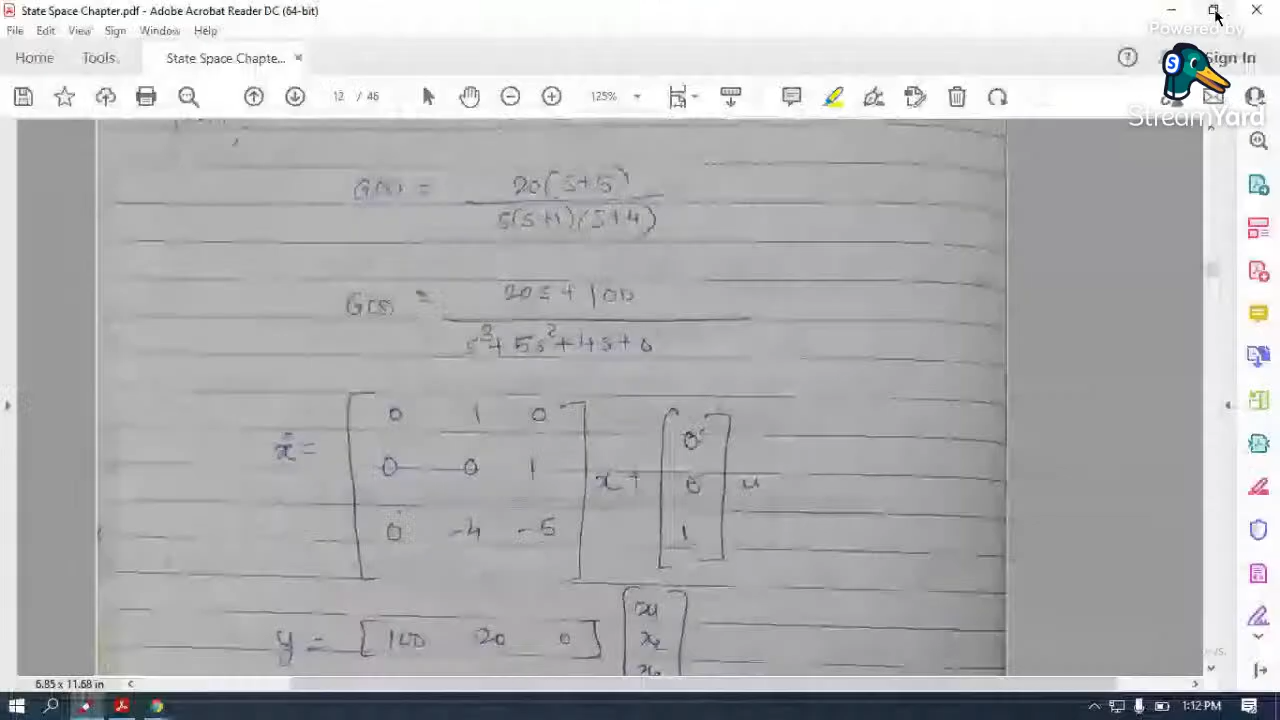 State Space Chapter.pdf - Adobe Acrobat Reader DC (64-bit)
File Edit View Sign Window Help
Powered by
Home Tools State Space Chapte... × Sign In
StreamYard
12 / 46 125%
G(s) = 20(s+5) / s(s+1)(s+4)
G(s) = 20s + 100 / s³ + 5s² + 4s + 0
0 1 0
ẋ = 0 0 1 x + 0 0 1 u
0 -4 -5
y = [100 20 0] x1 x2
6.85 x 11.68 in
1:12 PM